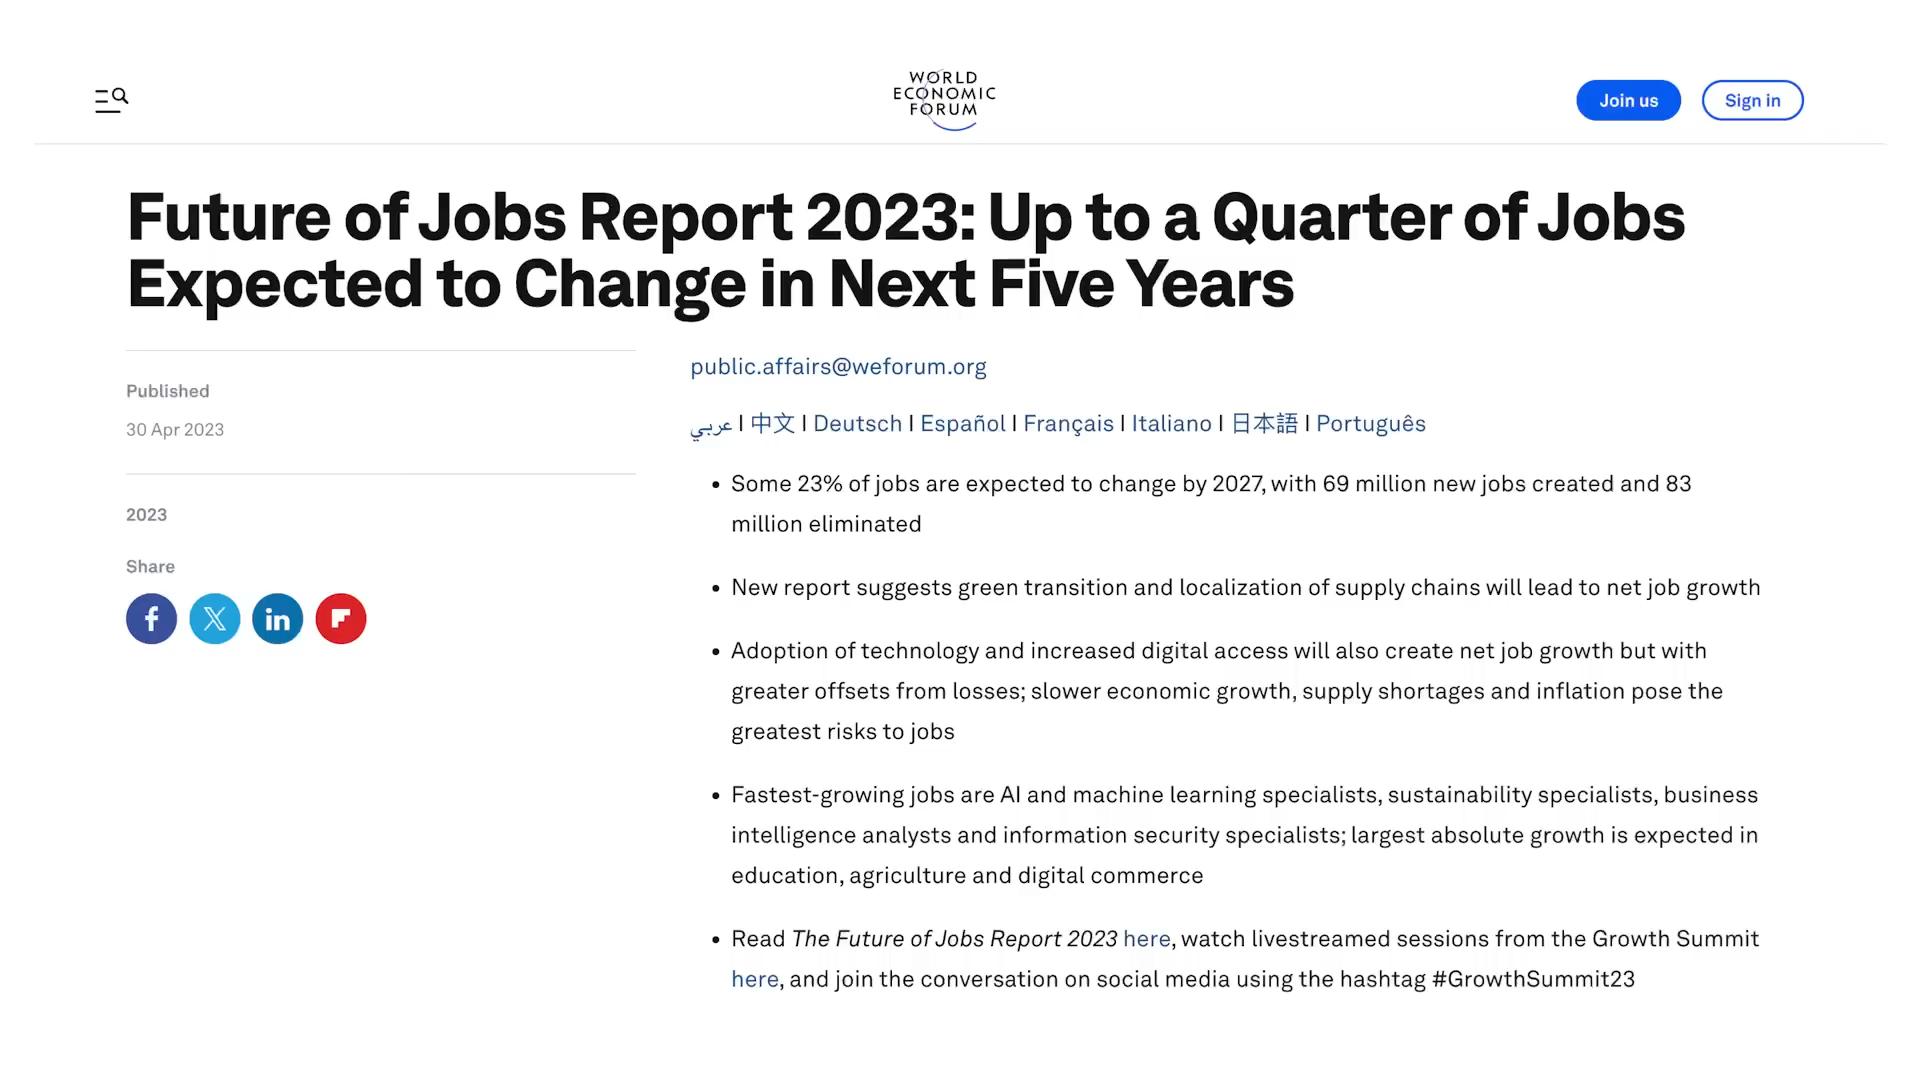 WORLD
ECONOMIC
FORUM
Join us
Sign in
Future of Jobs Report 2023: Up to a Quarter of Jobs
Expected to Change in Next Five Years
Published
30 Apr 2023
2023
Share
public.affairs@weforum.org
عربي I 中文 I Deutsch I Español I Français I Italiano I 日本語 I Português
• Some 23% of jobs are expected to change by 2027, with 69 million new jobs created and 83
million eliminated
• New report suggests green transition and localization of supply chains will lead to net job growth
• Adoption of technology and increased digital access will also create net job growth but with
greater offsets from losses; slower economic growth, supply shortages and inflation pose the
greatest risks to jobs
• Fastest-growing jobs are AI and machine learning specialists, sustainability specialists, business
intelligence analysts and information security specialists; largest absolute growth is expected in
education, agriculture and digital commerce
• Read The Future of Jobs Report 2023 here, watch livestreamed sessions from the Growth Summit
here, and join the conversation on social media using the hashtag #GrowthSummit23